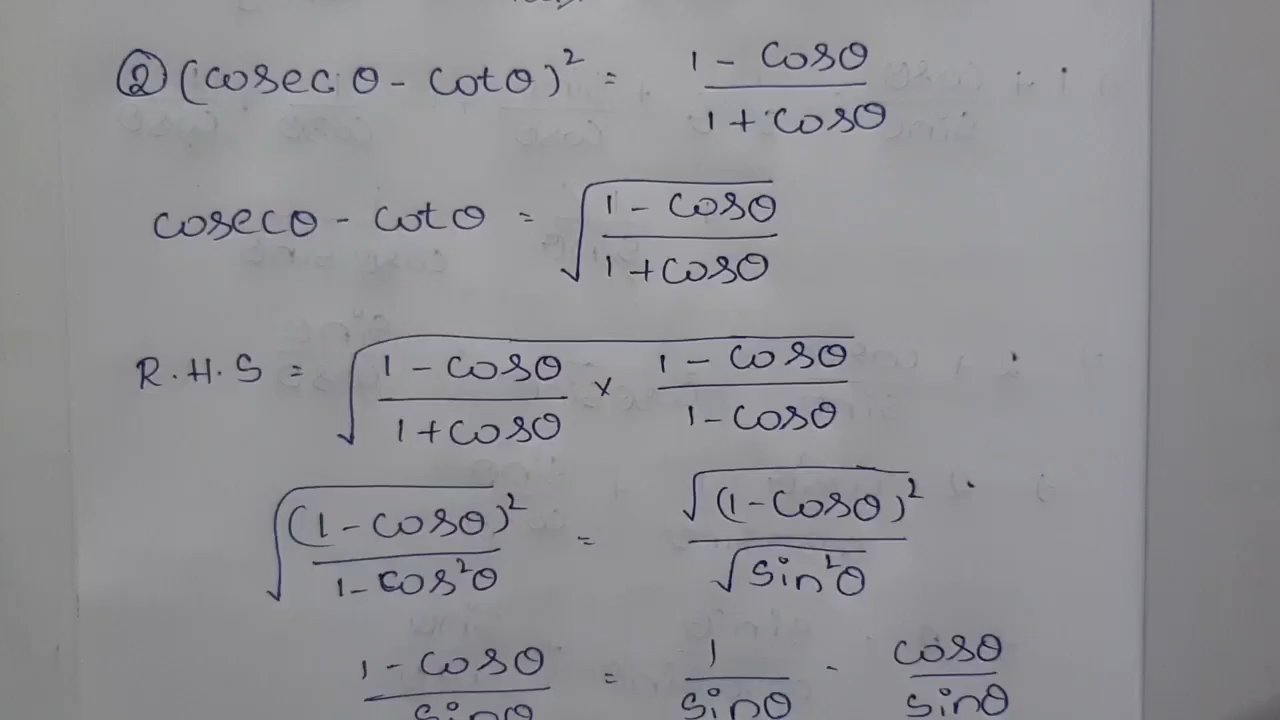 ② (cosec θ - cotθ)² = (1 - cosθ)/(1 + cosθ)
cosecθ - cotθ = √((1 - cosθ)/(1 + cosθ))
R.H.S = √((1 - cosθ)/(1 + cosθ) × (1 - cosθ)/(1 - cosθ))
√((1 - cosθ)²/(1 - cos²θ)) = √(1 - cosθ)²/√sin²θ
(1 - cosθ)/sinθ = 1/sinθ - cosθ/sinθ